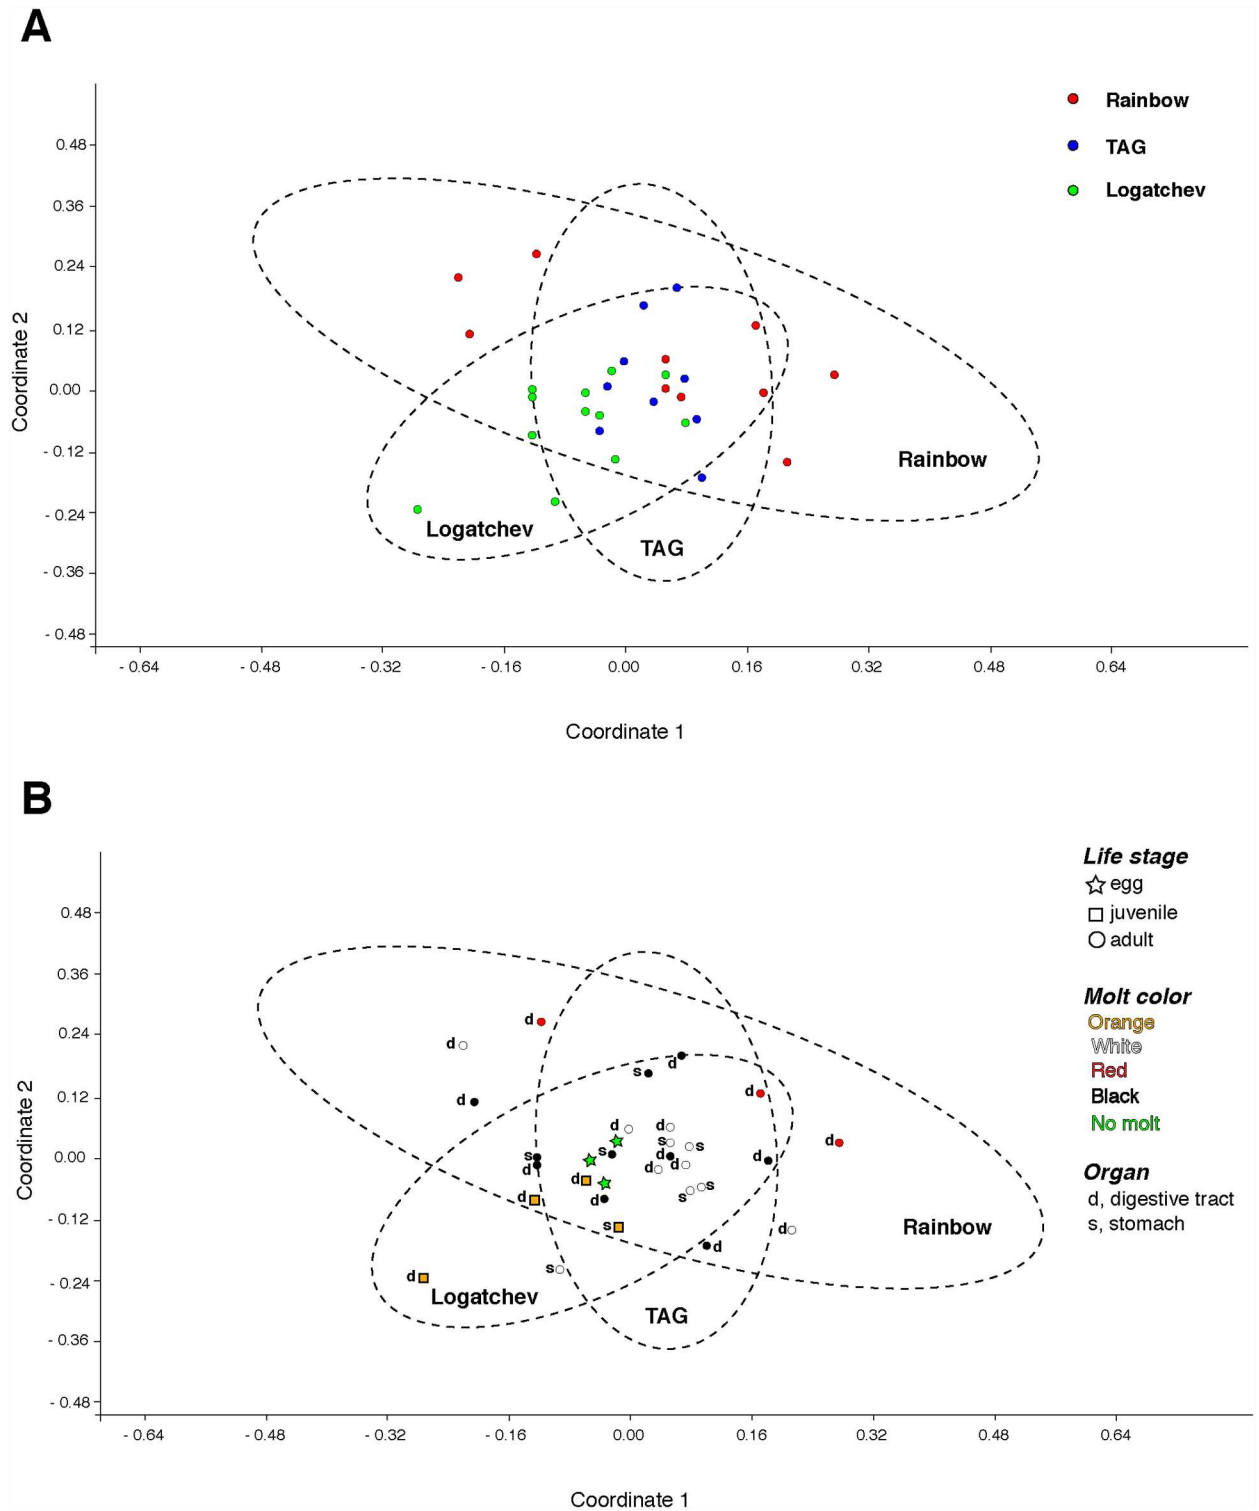 A
Rainbow
TAG
Logatchev
0.48
0.36
0.24
0.12
0.00
- 0.12
- 0.24
- 0.36
- 0.48
Coordinate 2
Rainbow
Logatchev
TAG
- 0.64
- 0.48
- 0.32
- 0.16
0.00
0.16
0.32
0.48
0.64
Coordinate 1
B
Life stage
egg
juvenile
adult
Molt color
Orange
White
Red
Black
No molt
Organ
d, digestive tract
s, stomach
0.48
0.36
0.24
0.12
0.00
- 0.12
- 0.24
- 0.36
- 0.48
Coordinate 2
d
d
d
s
d
d
d
d
d
s
s
s
s
d
d
d
d
d
d
d
d
s
s
s
d
d
s
d
Rainbow
Logatchev
TAG
- 0.64
- 0.48
- 0.32
- 0.16
0.00
0.16
0.32
0.48
0.64
Coordinate 1